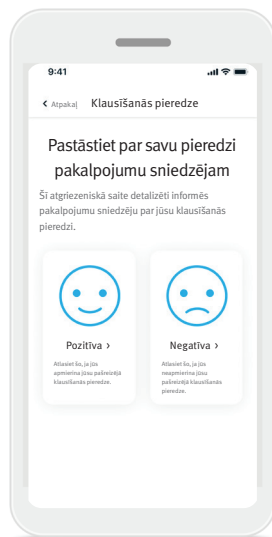 9:41
Atpakaļ Klausīšanās pieredze
Pastāstiet par savu pieredzi
pakalpojumu sniedzējam
Šī atgriezeniskā saite detalizēti informēs
pakalpojumu sniedzēju par jūsu klausīšanās
pieredzi.
Pozitīva ›
Atlasiet šo, ja jūs
apmierina jūsu pašreizējā
klausīšanās pieredze.
Negatīva ›
Atlasiet šo, ja jūs
neapmierina jūsu
pašreizējā klausīšanās
pieredze.